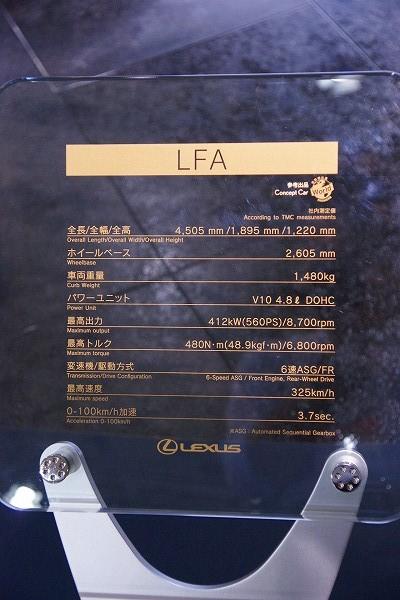 LFA
参考出品
Concept Car
World
社内測定値
According to TMC measurements
全長/全幅/全高 4,505 mm /1,895 mm /1,220 mm
Overall Length/Overall Width/Overall Height
ホイールベース 2,605 mm
Wheelbase
車両重量 1,480kg
Curb Weight
パワーユニット V10 4.8ℓ DOHC
Power Unit
最高出力 412kW(560PS)/8,700rpm
Maximum output
最高トルク 480N·m(48.9kgf·m)/6,800rpm
Maximum torque
変速機/駆動方式 6速ASG/FR
Transmission/Drive Configuration 6-Speed ASG / Front Engine, Rear-Wheel Drive
最高速度 325km/h
Maximum speed
0-100km/h加速 3.7sec.
Acceleration 0-100km/h
※ASG : Automated Sequential Gearbox
LEXUS